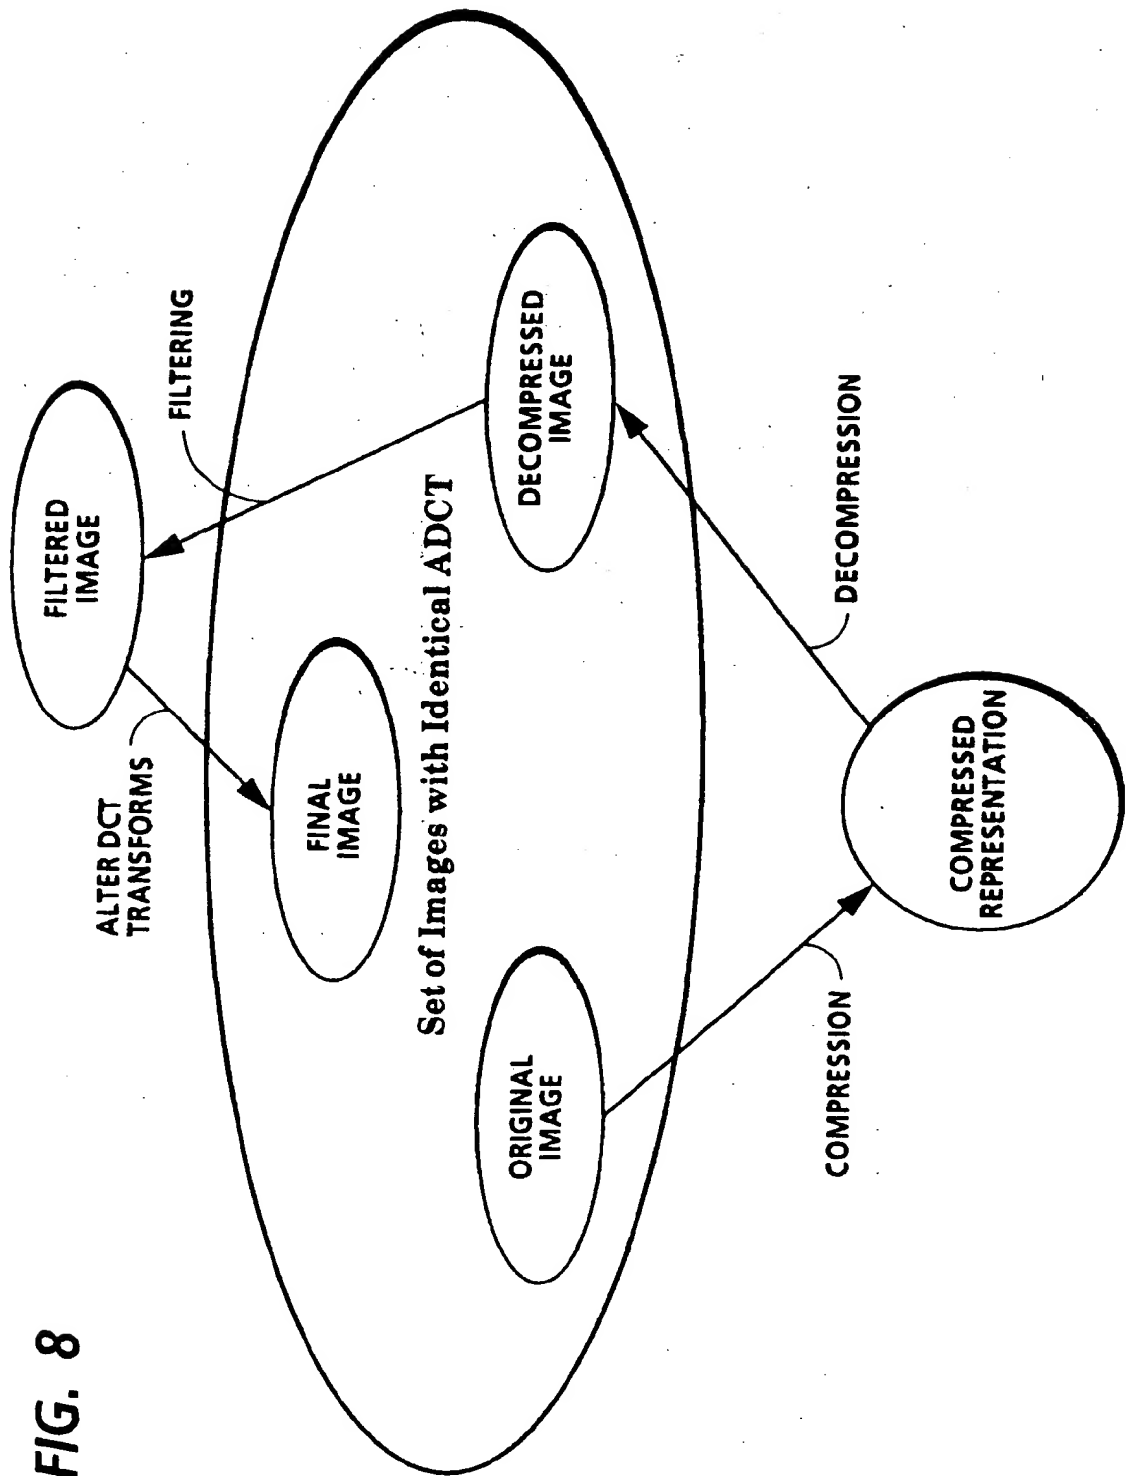 FIG. 8
FILTERED
IMAGE
FILTERING
ALTER DCT
TRANSFORMS
FINAL
IMAGE
Set of Images with Identical ADCT
ORIGINAL
IMAGE
DECOMPRESSED
IMAGE
COMPRESSION
DECOMPRESSION
COMPRESSED
REPRESENTATION